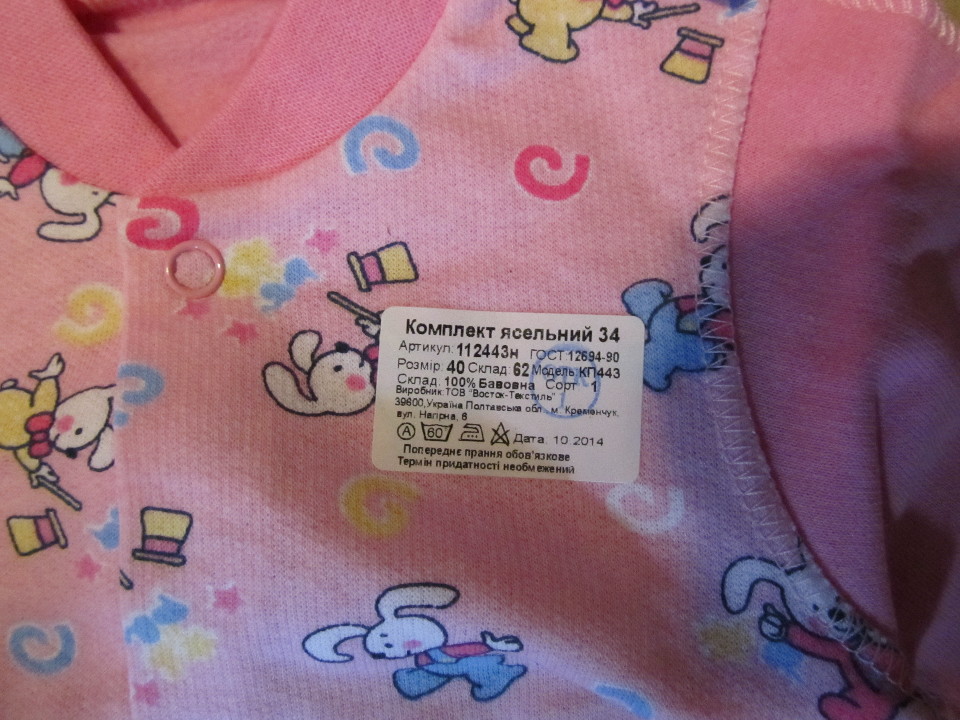 Комплект ясельний 34
Артикул: 112443н ГОСТ 12694-90
Розмір: 40 Склад: 62 Модель: КП443
Склад: 100% Бавовна Сорт 1
Виробник:ТОВ "Восток-Текстиль"
39600,Україна Полтавська обл., м. Кременчук,
вул. Нагірна, 6
A 60 Дата: 10.2014
Попереднє прання обов'язкове
Термін придатності необмежений